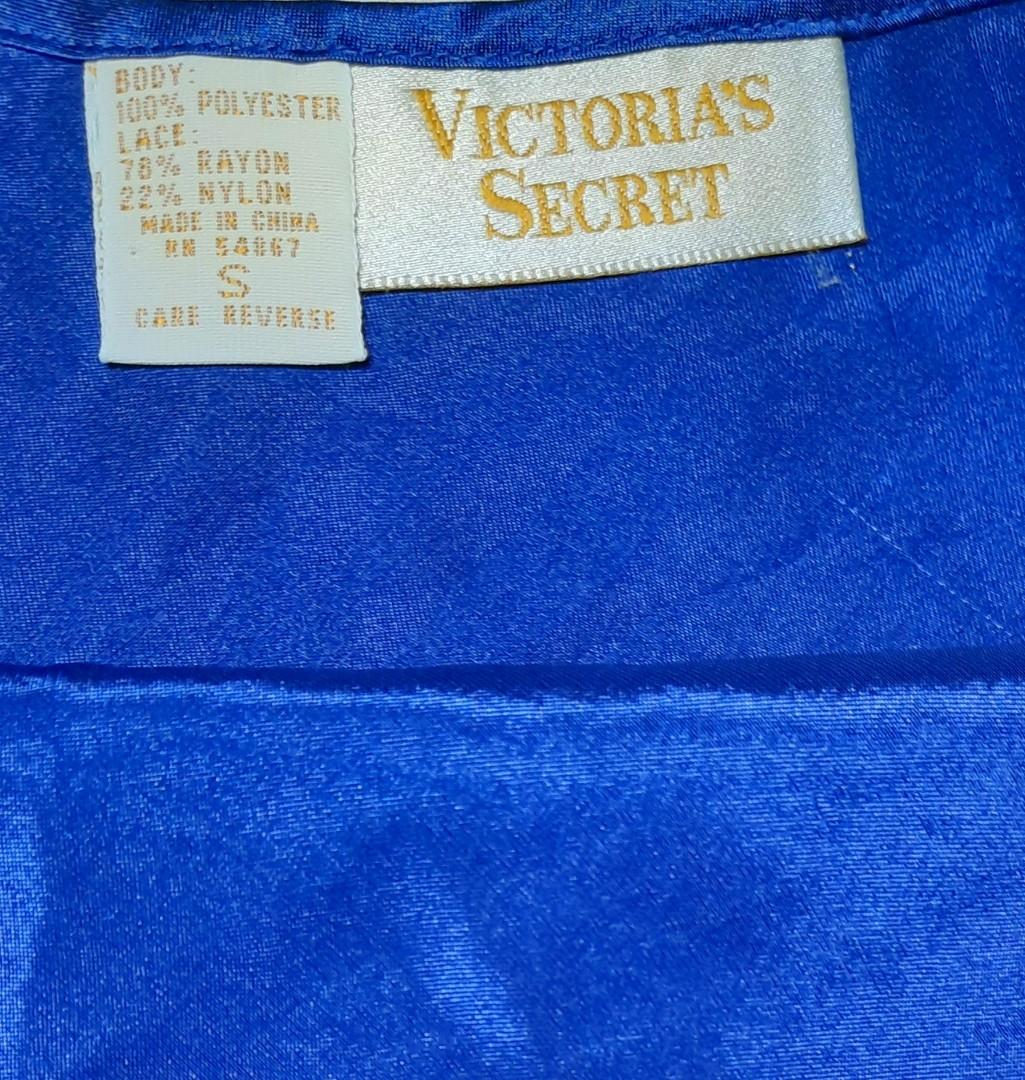 BODY:
100% POLYESTER
LACE:
78% RAYON
22% NYLON
MADE IN CHINA
RN 54867
S
CARE REVERSE
VICTORIA'S
SECRET